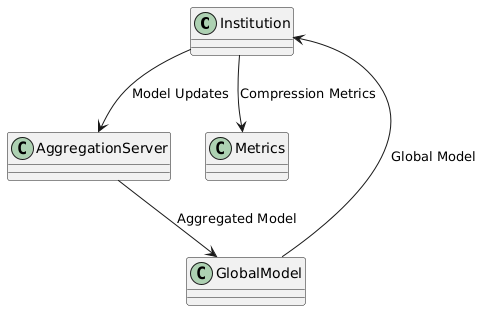 C Institution
Model Updates
Compression Metrics
C AggregationServer
C Metrics
Global Model
Aggregated Model
C GlobalModel